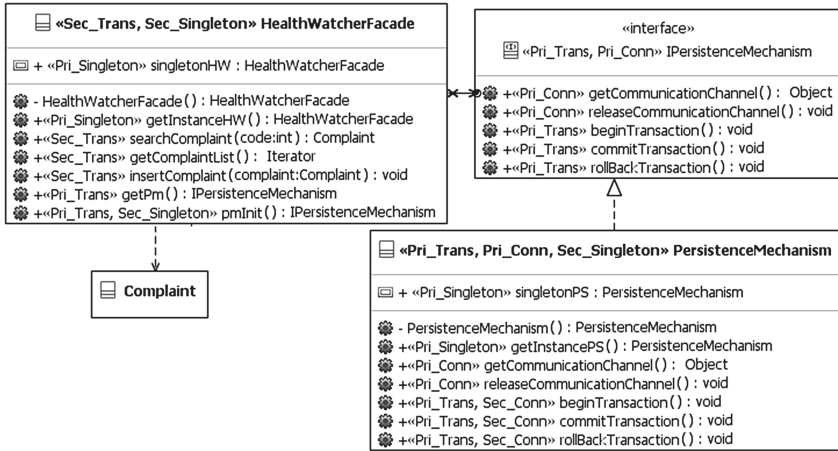 «Sec_Trans, Sec_Singleton» HealthWatcherFacade
+ «Pri_Singleton» singletonHW : HealthWatcherFacade
- HealthWatcherFacade() : HealthWatcherFacade
+«Pri_Singleton» getInstanceHW() : HealthWatcherFacade
+«Sec_Trans» searchComplaint(code:int) : Complaint
+«Sec_Trans» getComplaintList() : Iterator
+«Sec_Trans» insertComplaint(complaint:Complaint) : void
+«Pri_Trans» getPm() : IPersistenceMechanism
+«Pri_Trans, Sec_Singleton» pmInit() : IPersistenceMechanism
«interface»
«Pri_Trans, Pri_Conn» IPersistenceMechanism
+«Pri_Conn» getCommunicationChannel() : Object
+«Pri_Conn» releaseCommunicationChannel() : void
+«Pri_Trans» beginTransaction() : void
+«Pri_Trans» commitTransaction() : void
+«Pri_Trans» rollBackTransaction() : void
Complaint
«Pri_Trans, Pri_Conn, Sec_Singleton» PersistenceMechanism
+ «Pri_Singleton» singletonPS : PersistenceMechanism
- PersistenceMechanism() : PersistenceMechanism
+«Pri_Singleton» getInstancePS() : PersistenceMechanism
+«Pri_Conn» getCommunicationChannel() : Object
+«Pri_Conn» releaseCommunicationChannel() : void
+«Pri_Trans, Sec_Conn» beginTransaction() : void
+«Pri_Trans, Sec_Conn» commitTransaction() : void
+«Pri_Trans, Sec_Conn» rollBackTransaction() : void